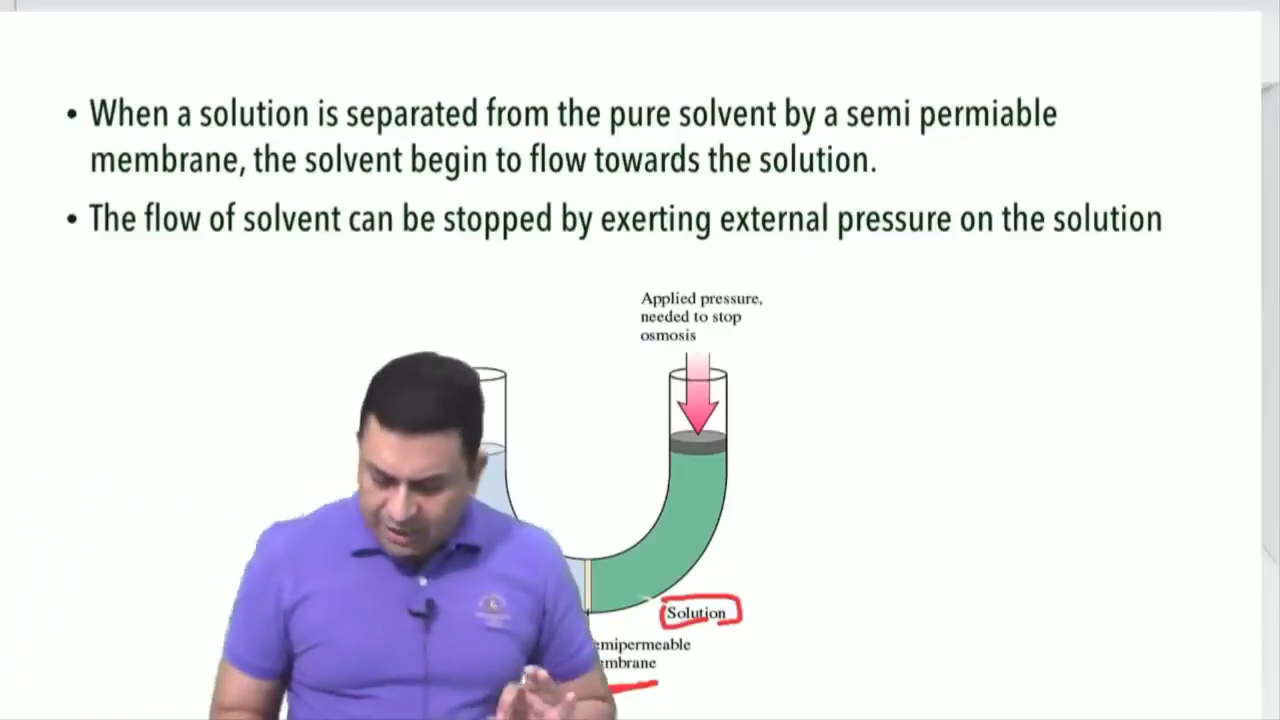 • When a solution is separated from the pure solvent by a semi permiable
membrane, the solvent begin to flow towards the solution.
• The flow of solvent can be stopped by exerting external pressure on the solution
Applied pressure,
needed to stop
osmosis
Solution
emipermeable
mbrane